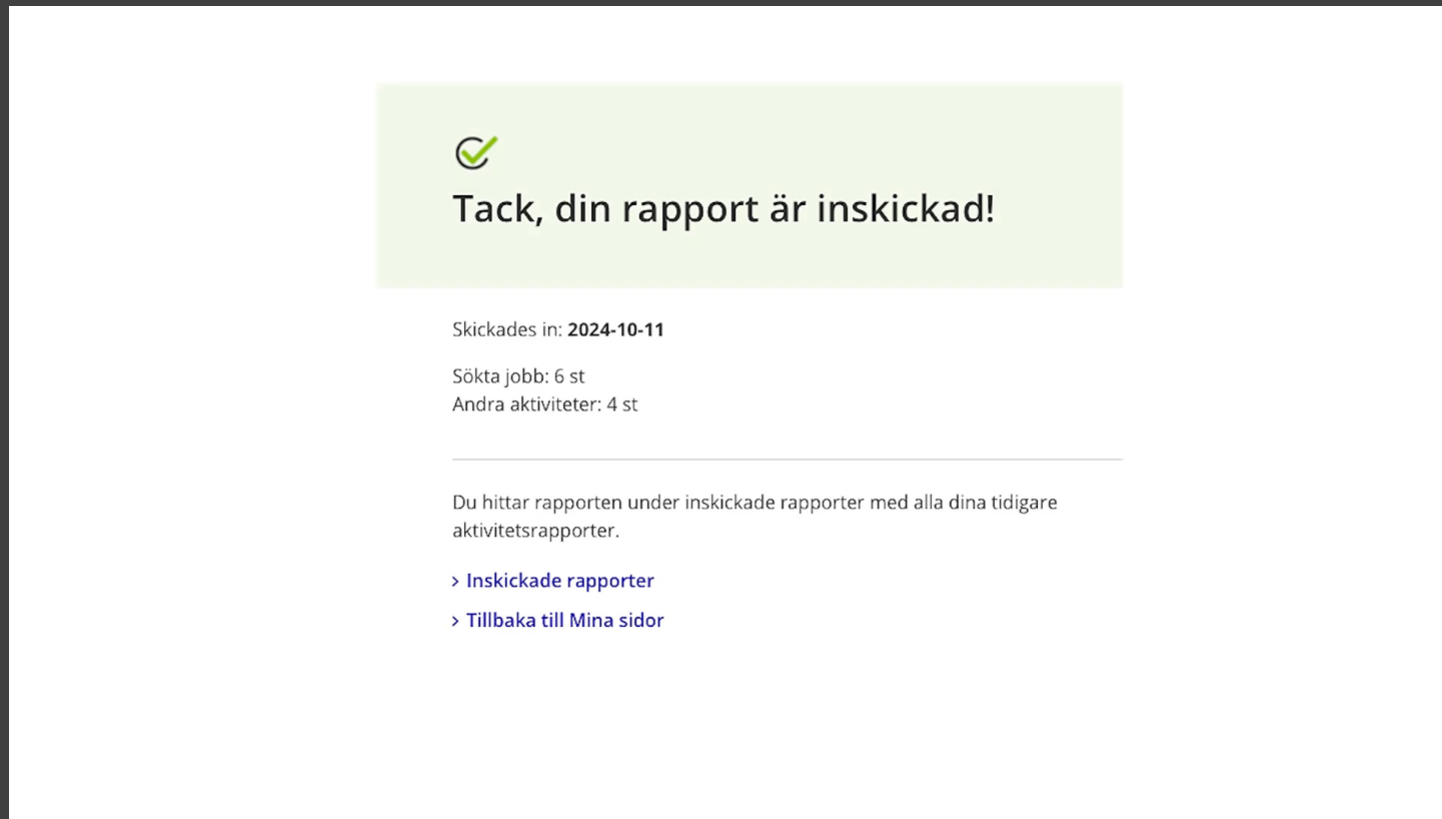 Tack, din rapport är inskickad!
Skickades in: 2024-10-11
Sökta jobb: 6 st
Andra aktiviteter: 4 st
Du hittar rapporten under inskickade rapporter med alla dina tidigare
aktivitetsrapporter.
> Inskickade rapporter
> Tillbaka till Mina sidor